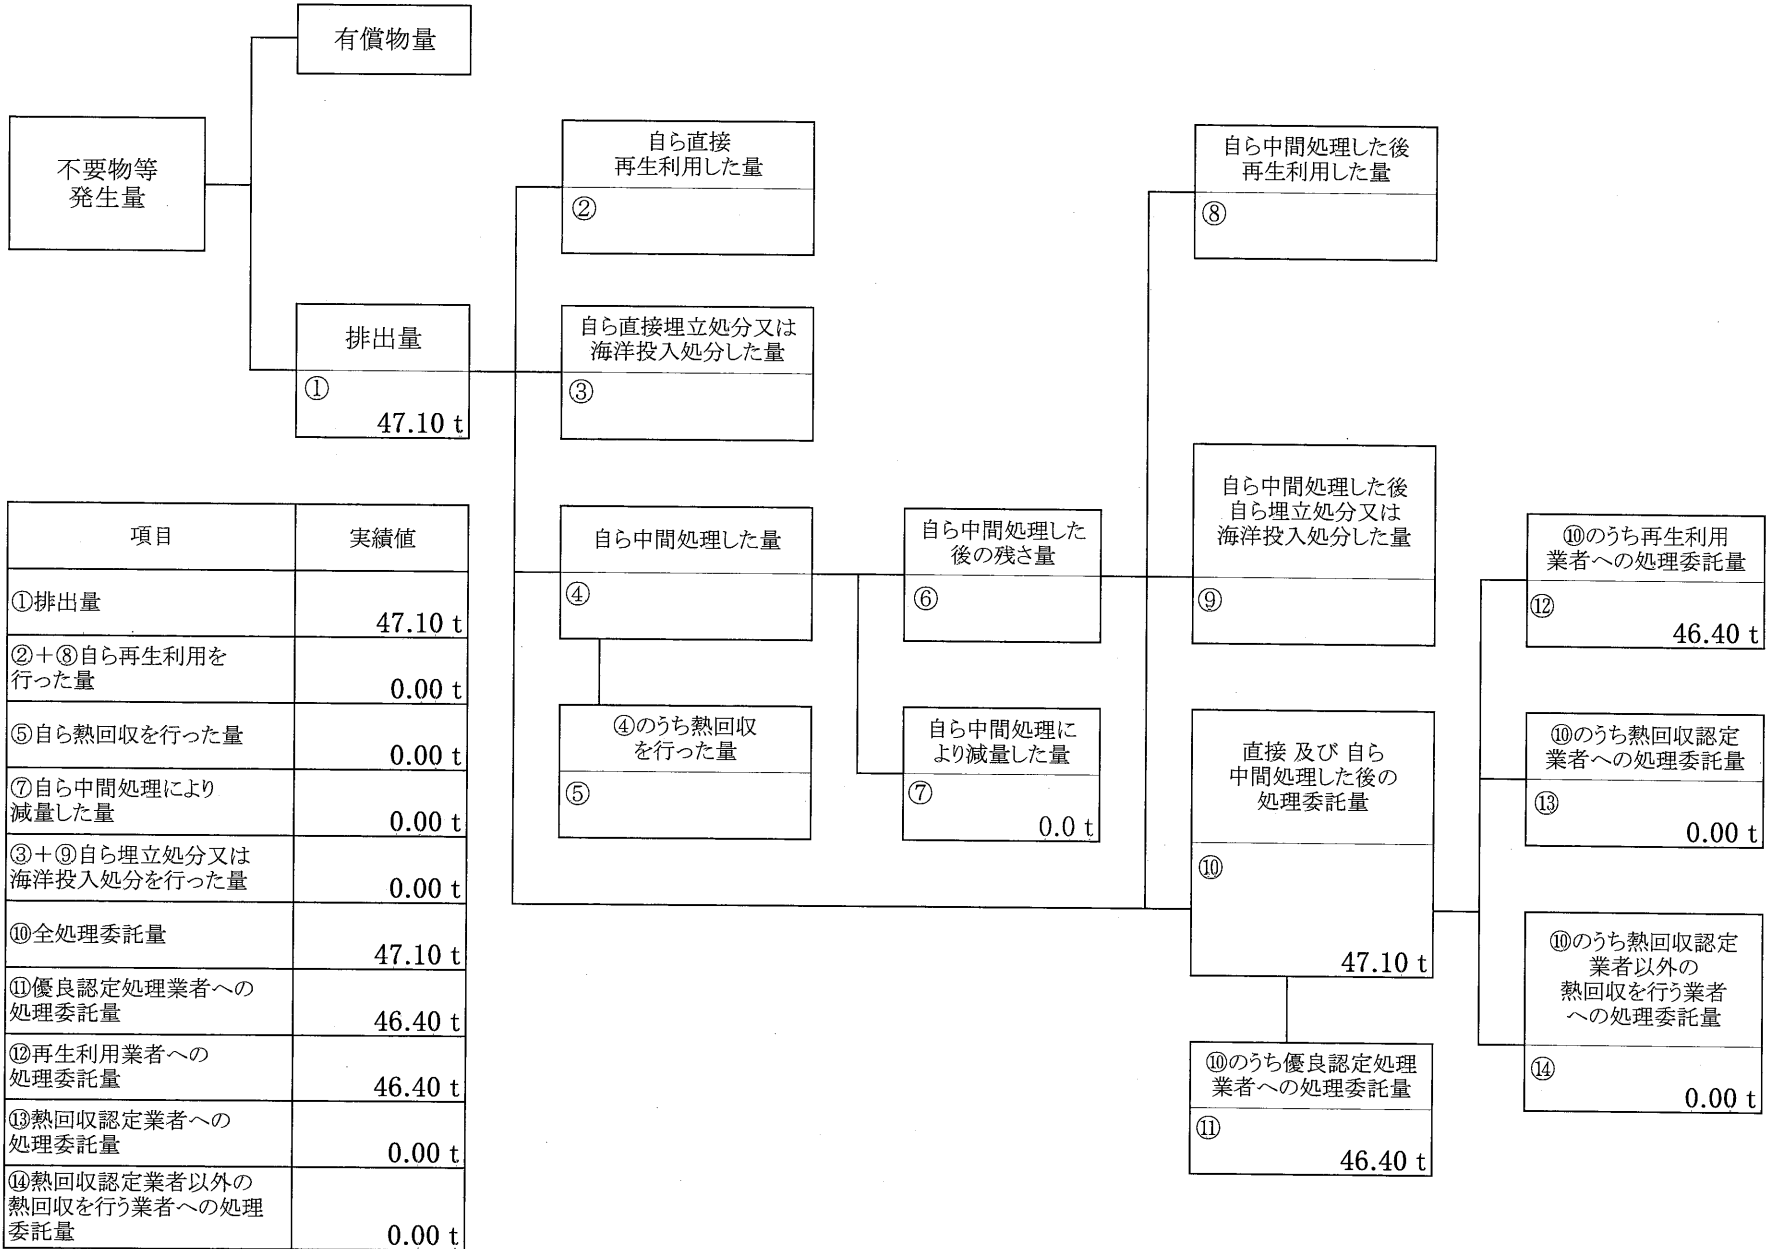 有償物量
不要物等
発生量
排出量
①
47.10 t
自ら直接
再生利用した量
②
自ら直接埋立処分又は
海洋投入処分した量
③
自ら中間処理した量
④
④のうち熱回収
を行った量
⑤
自ら中間処理した
後の残さ量
⑥
自ら中間処理に
より減量した量
⑦
0.0 t
自ら中間処理した後
再生利用した量
⑧
自ら中間処理した後
自ら埋立処分又は
海洋投入処分した量
⑨
直接 及び 自ら
中間処理した後の
処理委託量
⑩
47.10 t
⑩のうち優良認定処理
業者への処理委託量
⑪
46.40 t
⑩のうち再生利用
業者への処理委託量
⑫
46.40 t
⑩のうち熱回収認定
業者への処理委託量
⑬
0.00 t
⑩のうち熱回収認定
業者以外の
熱回収を行う業者
への処理委託量
⑭
0.00 t
項目 実績値
①排出量
47.10 t
②＋⑧自ら再生利用を
行った量
0.00 t
⑤自ら熱回収を行った量
0.00 t
⑦自ら中間処理により
減量した量
0.00 t
③＋⑨自ら埋立処分又は
海洋投入処分を行った量
0.00 t
⑩全処理委託量
47.10 t
⑪優良認定処理業者への
処理委託量
46.40 t
⑫再生利用業者への
処理委託量
46.40 t
⑬熱回収認定業者への
処理委託量
0.00 t
⑭熱回収認定業者以外の
熱回収を行う業者への処理
委託量
0.00 t